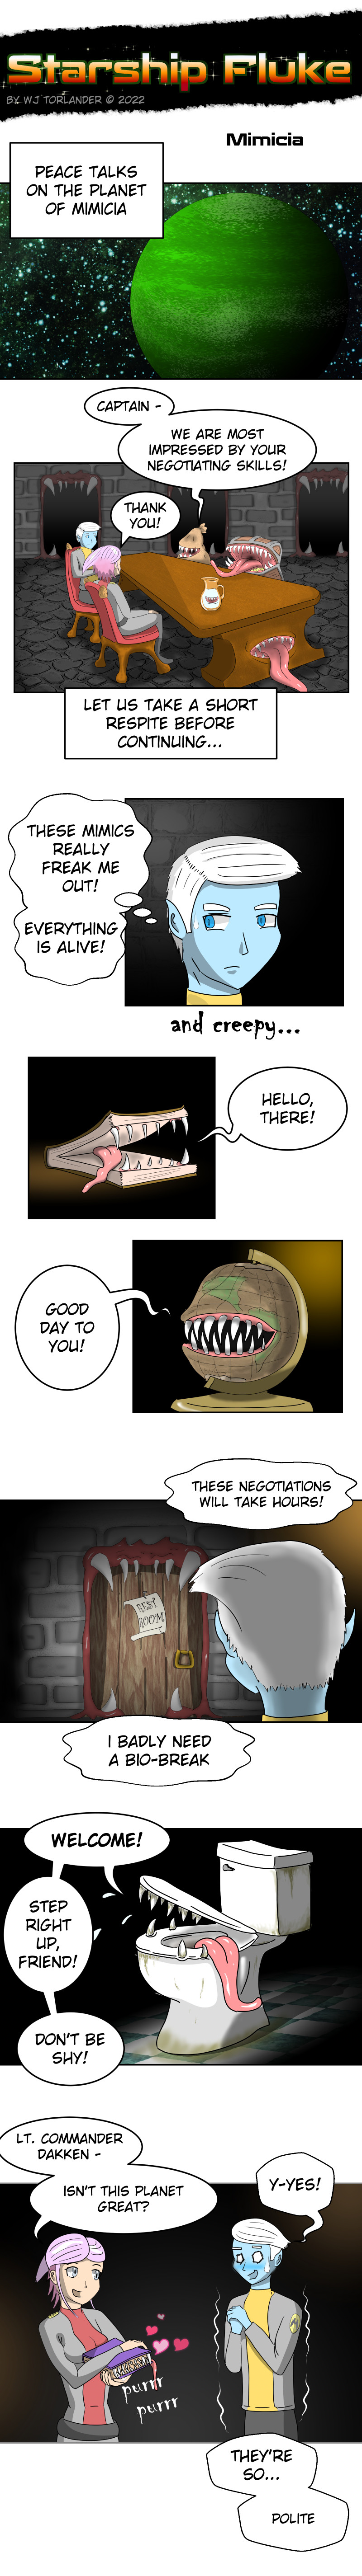 Starship Fluke
BY WJ TORLANDER © 2022
Mimicia
PEACE TALKS
ON THE PLANET
OF MIMICIA
CAPTAIN -
WE ARE MOST
IMPRESSED BY YOUR
NEGOTIATING SKILLS!
THANK
YOU!
LET US TAKE A SHORT
RESPITE BEFORE
CONTINUING...
THESE MIMICS
REALLY
FREAK ME
OUT!
EVERYTHING
IS ALIVE!
and creepy...
HELLO,
THERE!
GOOD
DAY TO
YOU!
THESE NEGOTIATIONS
WILL TAKE HOURS!
REST
ROOM
I BADLY NEED
A BIO-BREAK
WELCOME!
STEP
RIGHT
UP,
FRIEND!
DON'T BE
SHY!
LT. COMMANDER
DAKKEN -
ISN'T THIS PLANET
GREAT?
Y-YES!
purrr
purrr
THEY'RE
SO...
POLITE